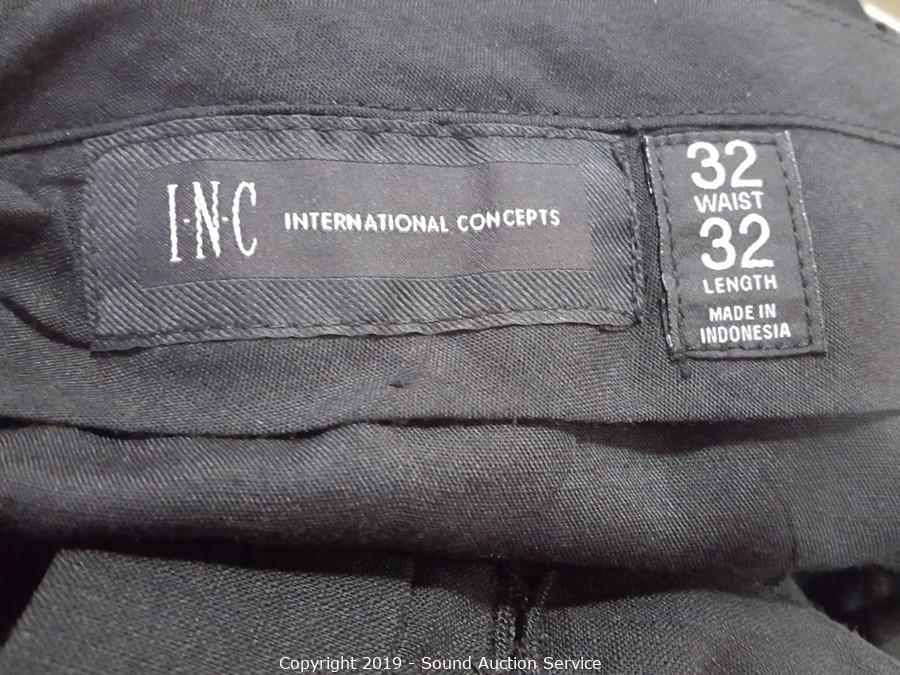 I·N·C INTERNATIONAL CONCEPTS
32
WAIST
32
LENGTH
MADE IN
INDONESIA
Copyright 2019 - Sound Auction Service